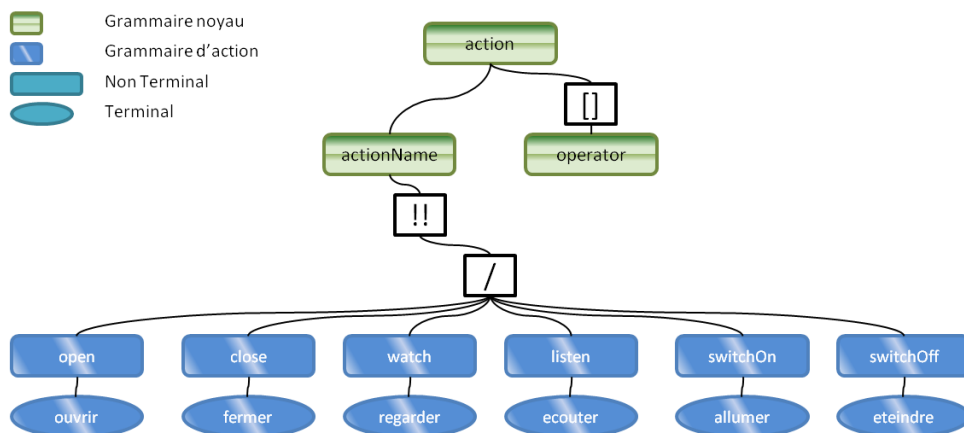 Grammaire noyau
Grammaire d'action
Non Terminal
Terminal
action
[]
actionName
operator
!!
/
open
close
watch
listen
switchOn
switchOff
ouvrir
fermer
regarder
ecouter
allumer
eteindre